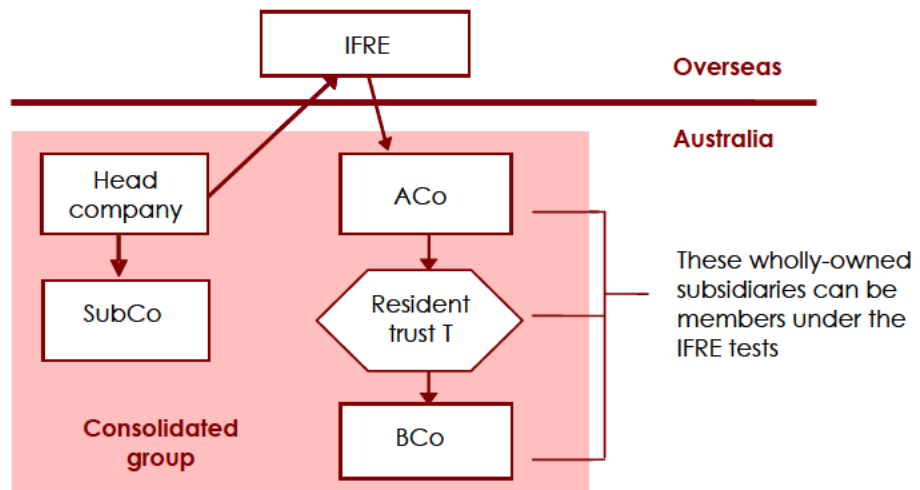 IFRE
Overseas
Australia
Head
company
ACo
SubCo
Resident
trust T
These wholly-owned
subsidiaries can be
members under the
IFRE tests
Consolidated
group
BCo